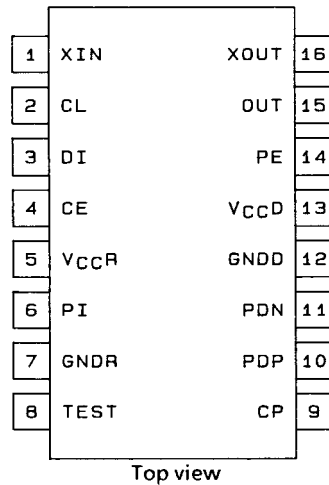 1 XIN XOUT 16
2 CL OUT 15
3 DI PE 14
4 CE VCCD 13
5 VCCR GNDD 12
6 PI PDN 11
7 GNDR PDP 10
8 TEST CP 9
Top view